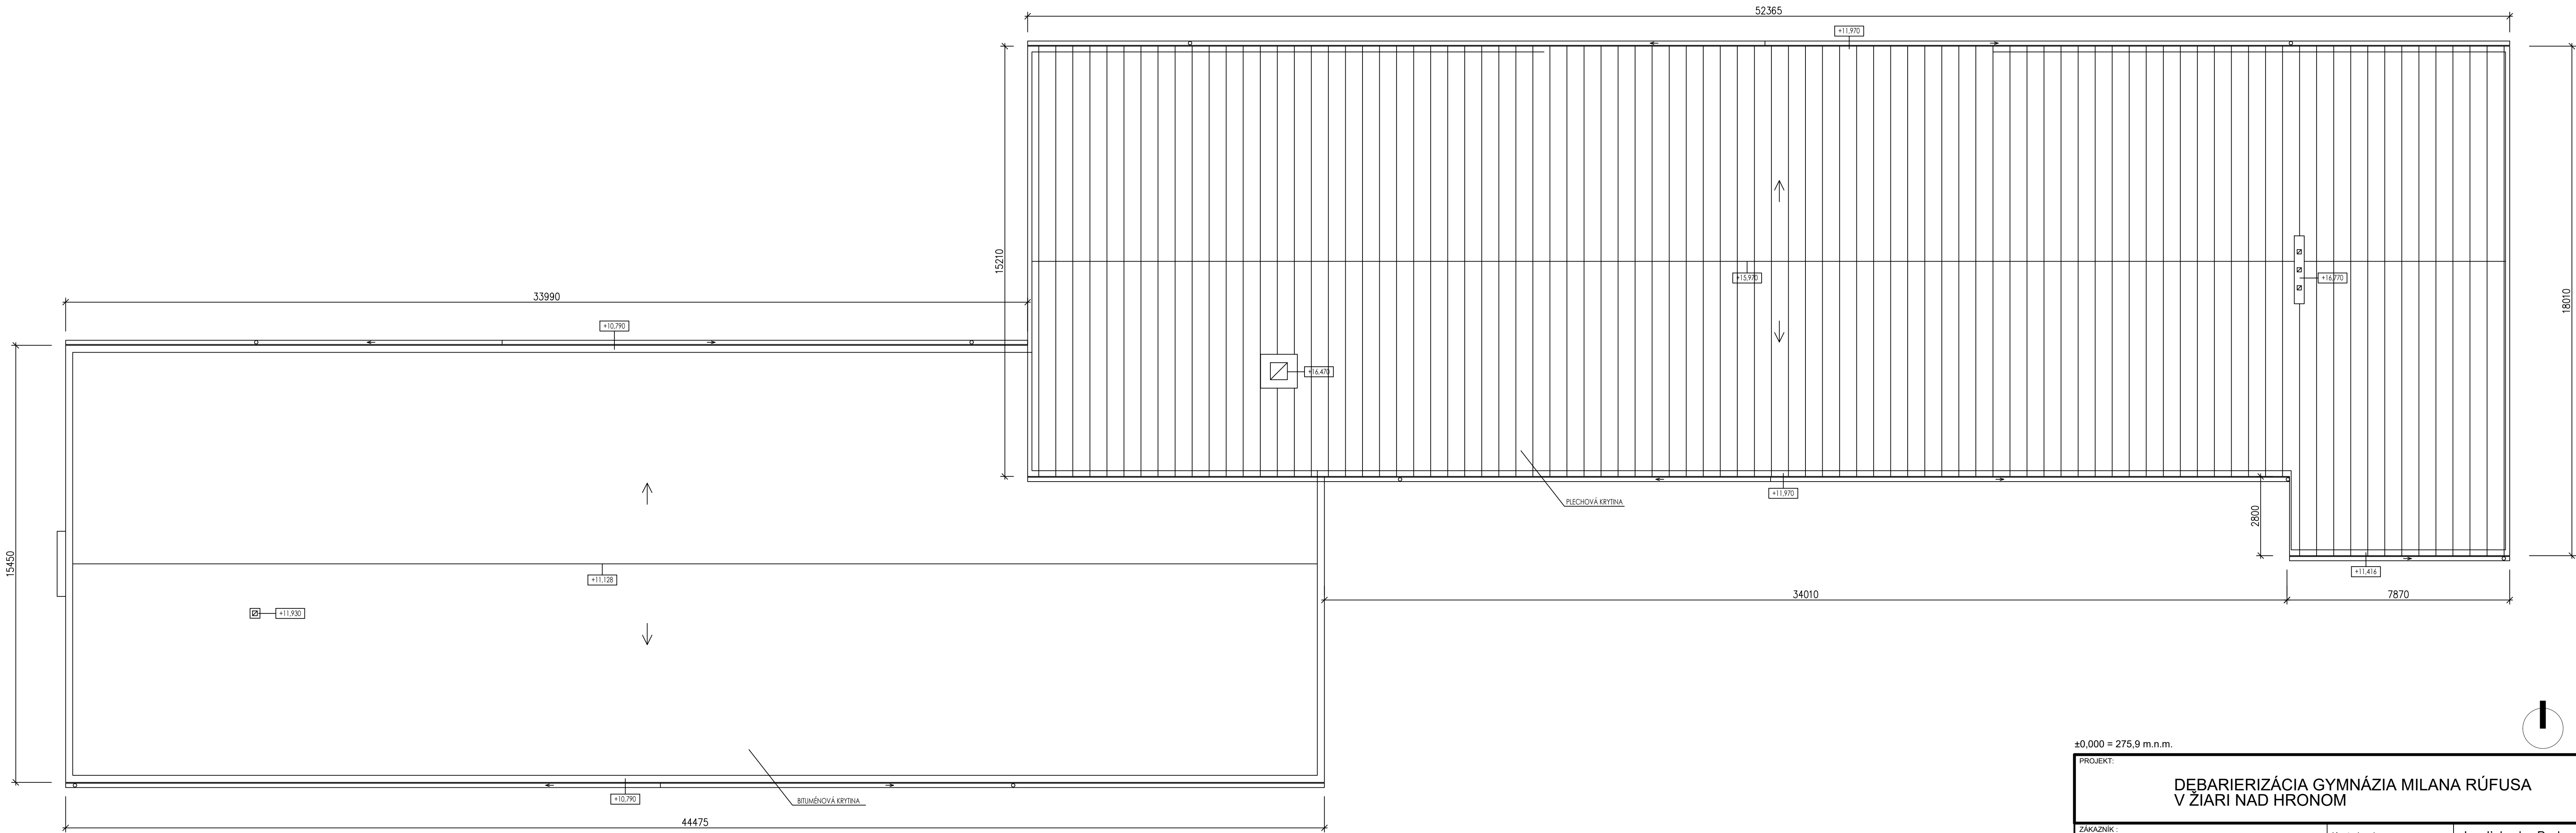 52365
+11,970
15210
18010
33990
+10,790
+15,970
+16,770
+16,470
PLECHOVÁ KRYTINA
+11,970
2800
15450
+11,128
+11,416
+11,930
34010
7870
±0,000 = 275,9 m.n.m.
PROJEKT:
DEBARIERIZÁCIA GYMNÁZIA MILANA RÚFUSA
V ŽIARI NAD HRONOM
+10,790
BITUMÉNOVÁ KRYTINA
44475
ZÁKAZNÍK :